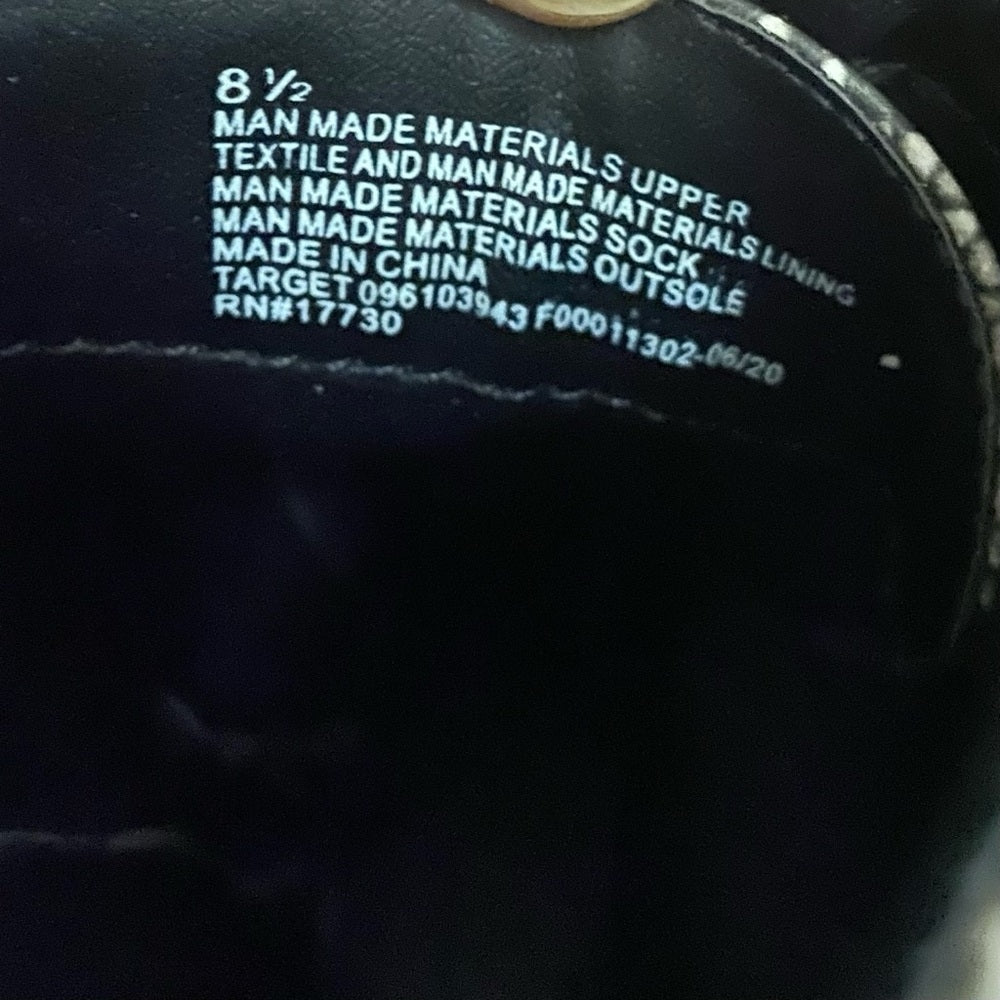 8 ½
MAN MADE MATERIALS UPPER
TEXTILE AND MAN MADE MATERIALS LINING
MAN MADE MATERIALS SOCK
MAN MADE MATERIALS OUTSOLE
MADE IN CHINA
TARGET 096103943 F00011302-06/20
RN#17730